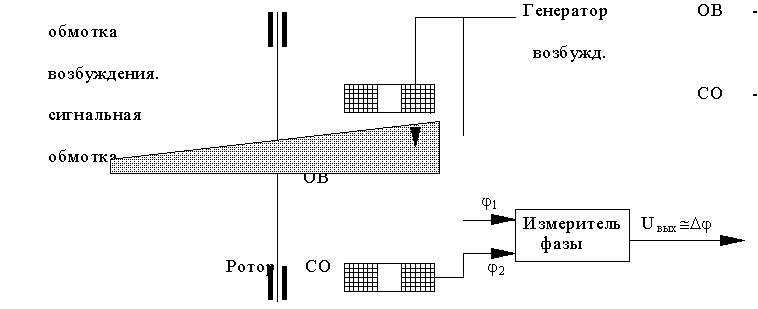 Генератор ОВ -
обмотка
возбужд.
возбуждения.
СО -
сигнальная
обмотка
ОВ
φ1
Измеритель Uвых≅Δφ
фазы
Ротор СО
φ2